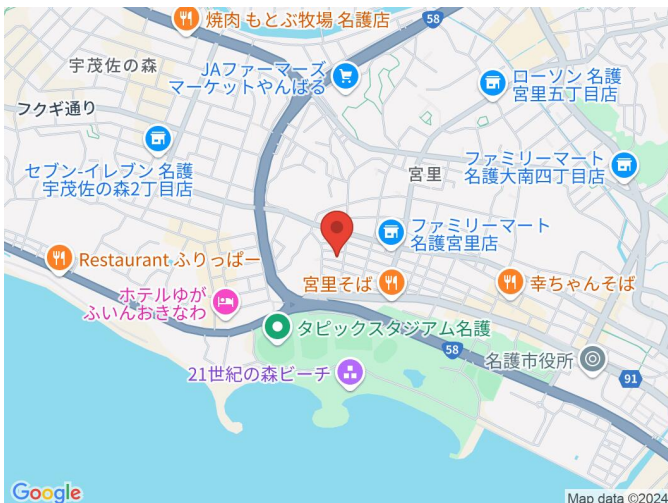 焼肉 もとぶ牧場 名護店
58
宇茂佐の森
JAファーマーズ
マーケットやんばる
ローソン 名護
宮里五丁目店
フクギ通り
セブン-イレブン 名護
宇茂佐の森2丁目店
宮里
ファミリーマート
名護大南四丁目店
ファミリーマート
名護宮里店
Restaurant ふりっぱー
宮里そば
幸ちゃんそば
ホテルゆが
ふいんおきなわ
タピックスタジアム名護
58
名護市役所
21世紀の森ビーチ
91
Google
Map data ©2024